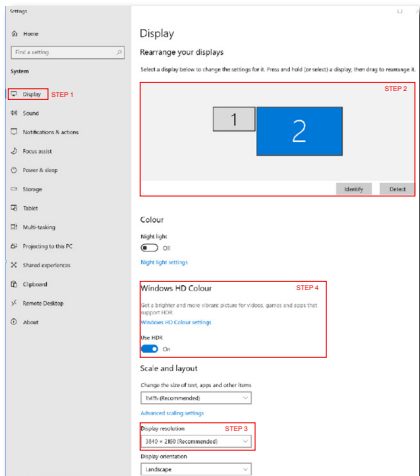 Settings
Home
Find a setting
System
Display
STEP 1
Sound
Notifications & actions
Focus assist
Power & sleep
Storage
Tablet
Multi-tasking
Projecting to this PC
Shared experiences
Clipboard
Remote Desktop
About
Display
Rearrange your displays
Select a display below to change the settings for it. Press and hold (or select) a display, then drag to rearrange it.
STEP 2
1
2
Identify
Detect
Colour
Night light
Off
Night light settings
Windows HD Colour
STEP 4
Get a brighter and more vibrant picture for videos, games and apps that
support HDR.
Windows HD Colour settings
Use HDR
On
Scale and layout
Change the size of text, apps and other items
(Recommended)
Advanced scaling settings
Display resolution
STEP 3
3840 × 2160 (Recommended)
Display orientation
Landscape